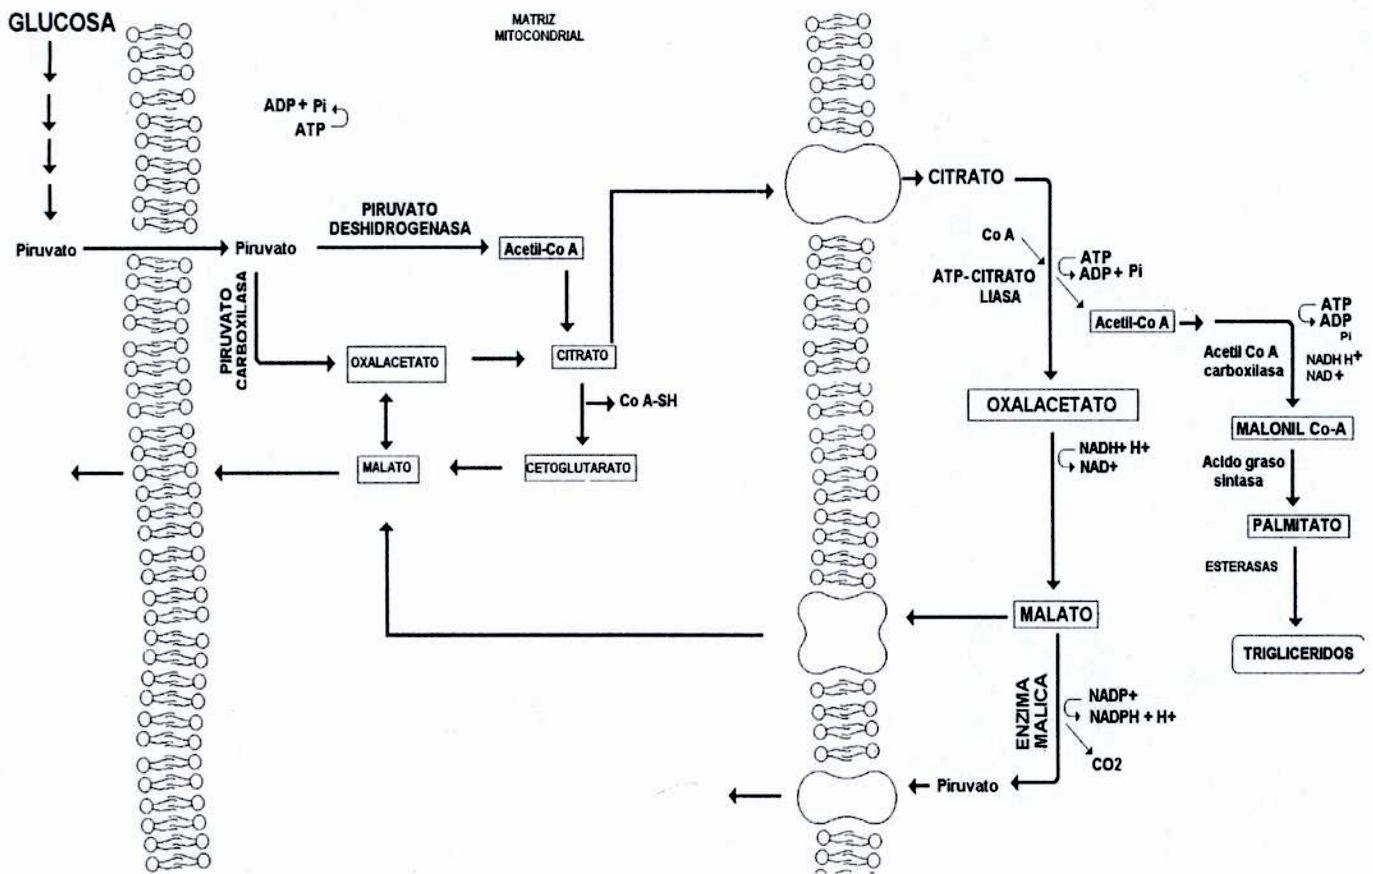 GLUCOSA
MATRIZ
MITOCONDRIAL
ADP + Pi
ATP
Piruvato
Piruvato
PIRUVATO
DESHIDROGENASA
Acetil-Co A
PIRUVATO
CARBOXILASA
OXALACETATO
CITRATO
Co A-SH
MALATO
CETOGLUTARATO
CITRATO
Co A
ATP
ADP + Pi
ATP-CITRATO
LIASA
Acetil-Co A
ATP
ADP
Pi
Acetil Co A
carboxilasa
NADH H+
NAD +
OXALACETATO
MALONIL Co-A
NADH+ H+
NAD+
Acido graso
sintasa
PALMITATO
ESTERASAS
MALATO
TRIGLICERIDOS
ENZIMA
MALICA
NADP+
NADPH + H+
CO2
Piruvato